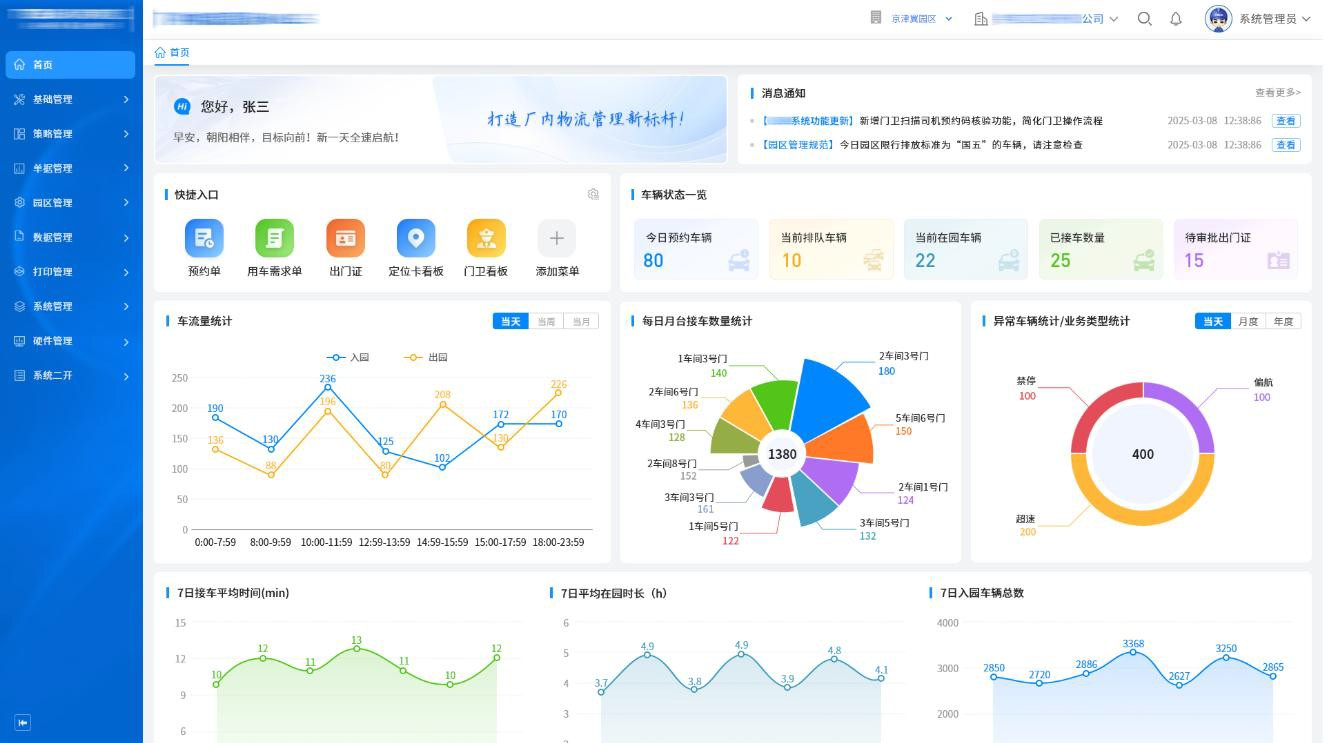 京津冀园区
公司
系统管理员
首页
首页
基础管理
策略管理
单据管理
园区管理
数据管理
打印管理
系统管理
硬件管理
系统二开
Hi 您好，张三
早安，朝阳相伴，目标向前！新一天全速启航！
打造厂内物流管理新标杆！
消息通知 查看更多>
系统功能更新】新增门卫扫描司机预约码核验功能，简化门卫操作流程 2025-03-08 12:38:86 查看
【园区管理规范】今日园区限行排放标准为“国五”的车辆，请注意检查 2025-03-08 12:38:86 查看
快捷入口
预约单 用车需求单 出门证 定位卡看板 门卫看板 添加菜单
车辆状态一览
今日预约车辆 当前排队车辆 当前在园车辆 已接车数量 待审批出门证
80 10 22 25 15
车流量统计 当天 当周 当月
入园 出园
250
200
150
100
50
0
190 130 236 125 102 172 170
136 88 196 80 208 130 226
0:00-7:59 8:00-9:59 10:00-11:59 12:59-13:59 14:59-15:59 15:00-17:59 18:00-23:59
每日月台接车数量统计
1380
2车间3号门
180
5车间6号门
150
2车间1号门
124
3车间5号门
132
1车间5号门
122
3车间3号门
161
2车间8号门
152
4车间3号门
128
2车间6号门
136
1车间3号门
140
异常车辆统计/业务类型统计 当天 月度 年度
禁停
100
偏航
100
400
超速
200
7日接车平均时间(min)
15
12
9
6
10 12 11 13 11 10 12
7日平均在园时长（h）
6
5
4
3
3.7 4.9 3.8 4.9 3.9 4.8 4.1
7日入园车辆总数
4000
3000
2000
2850 2720 2886 3368 2627 3250 2865